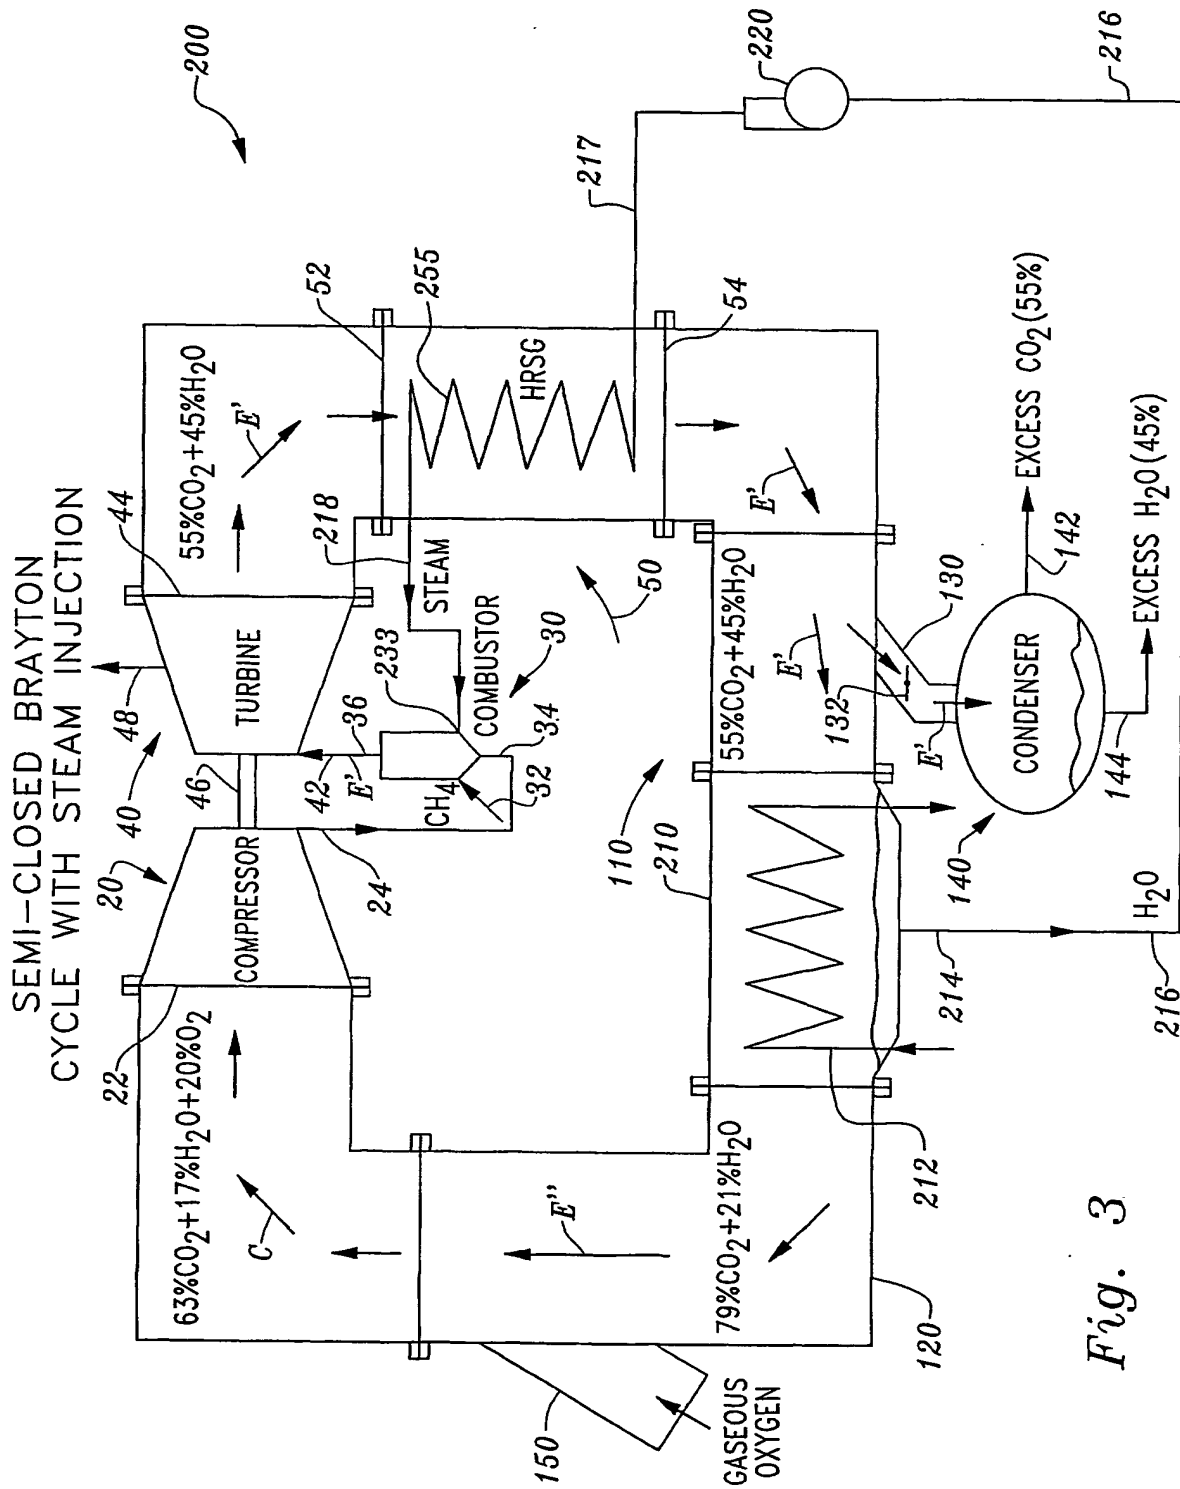 SEMI-CLOSED BRAYTON
CYCLE WITH STEAM INJECTION
200
20
40
48
44
22
46
COMPRESSOR
TURBINE
63%CO2+17%H2O+20%O2
55%CO2+45%H2O
C
E'
24
42
36
E'
CH4
32
34
233
COMBUSTOR
30
218
STEAM
52
255
HRSG
54
50
217
220
216
E''
110
210
79%CO2+21%H2O
55%CO2+45%H2O
E'
E'
132
130
E'
150
GASEOUS
OXYGEN
120
212
214
140
CONDENSER
142
EXCESS CO2(55%)
144
EXCESS H2O(45%)
216
H2O
Fig. 3